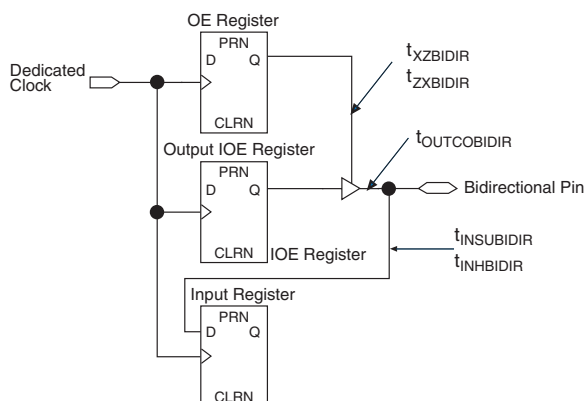 OE Register
PRN
D Q
CLRN
Dedicated
Clock
tXZBIDIR
tZXBIDIR
tOUTCOBIDIR
Output IOE Register
PRN
D Q
CLRN
IOE Register
Bidirectional Pin
tINSUBIDIR
tINHBIDIR
Input Register
PRN
D Q
CLRN